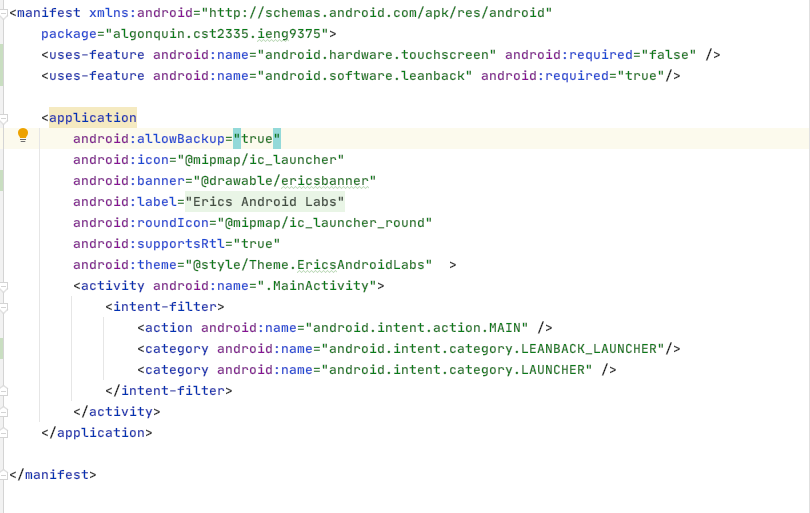 <manifest xmlns:android="http://schemas.android.com/apk/res/android"
    package="algonquin.cst2335.ieng9375">
    <uses-feature android:name="android.hardware.touchscreen" android:required="false" />
    <uses-feature android:name="android.software.leanback" android:required="true"/>

    <application
        android:allowBackup="true"
        android:icon="@mipmap/ic_launcher"
        android:banner="@drawable/ericsbanner"
        android:label="Erics Android Labs"
        android:roundIcon="@mipmap/ic_launcher_round"
        android:supportsRtl="true"
        android:theme="@style/Theme.EricsAndroidLabs"  >
        <activity android:name=".MainActivity">
            <intent-filter>
                <action android:name="android.intent.action.MAIN" />
                <category android:name="android.intent.category.LEANBACK_LAUNCHER"/>
                <category android:name="android.intent.category.LAUNCHER" />
            </intent-filter>
        </activity>
    </application>

</manifest>